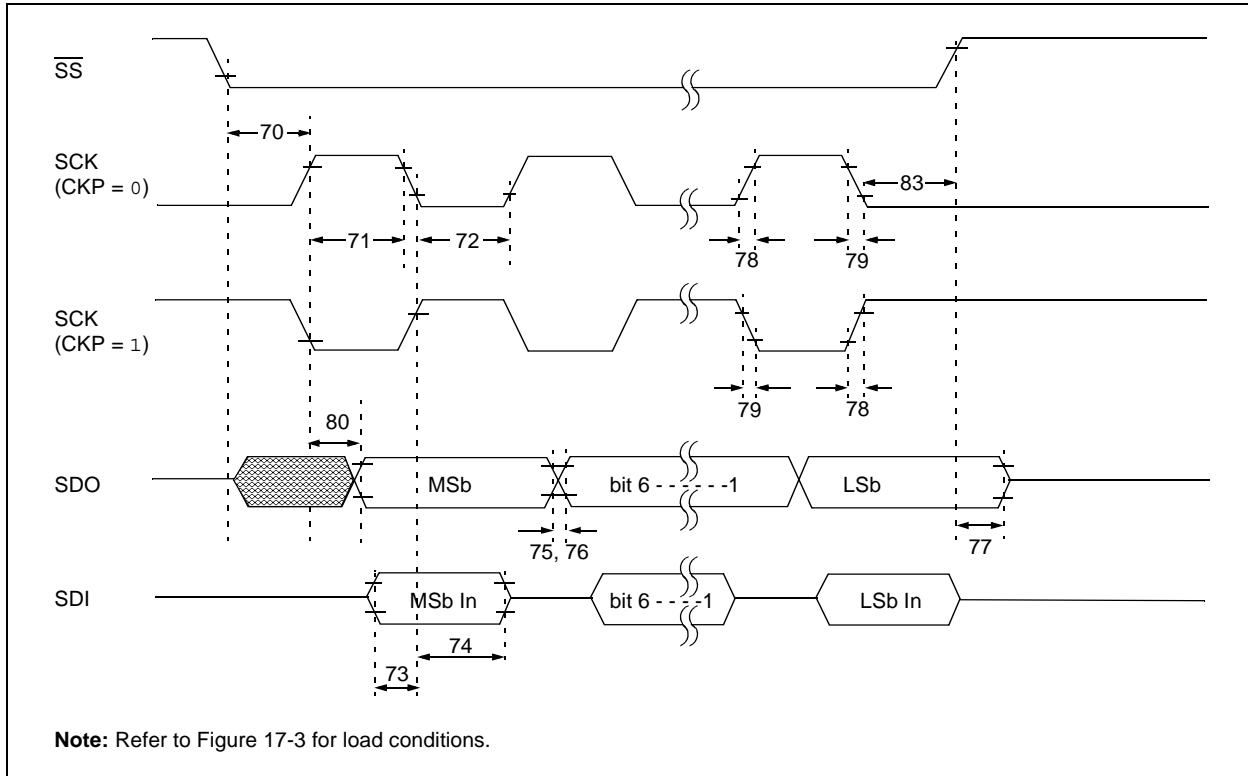 SS
70
SCK
(CKP = 0)
83
71
72
78
79
SCK
(CKP = 1)
79
78
80
SDO
MSb
bit 6 - - - - - -1
LSb
75, 76
77
SDI
MSb In
bit 6 - - - -1
LSb In
74
73
Note: Refer to Figure 17-3 for load conditions.